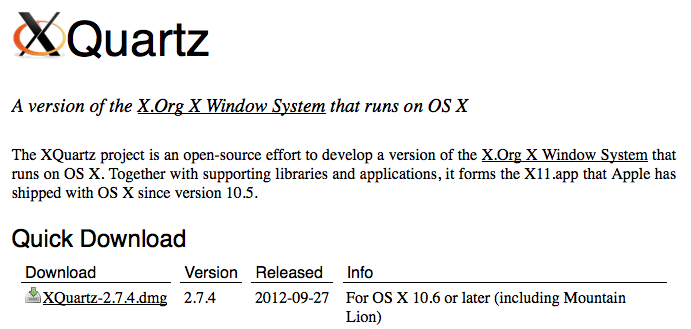 XQuartz
A version of the X.Org X Window System that runs on OS X
The XQuartz project is an open-source effort to develop a version of the X.Org X Window System that
runs on OS X. Together with supporting libraries and applications, it forms the X11.app that Apple has
shipped with OS X since version 10.5.
Quick Download
Download Version Released Info
XQuartz-2.7.4.dmg 2.7.4 2012-09-27 For OS X 10.6 or later (including Mountain
Lion)